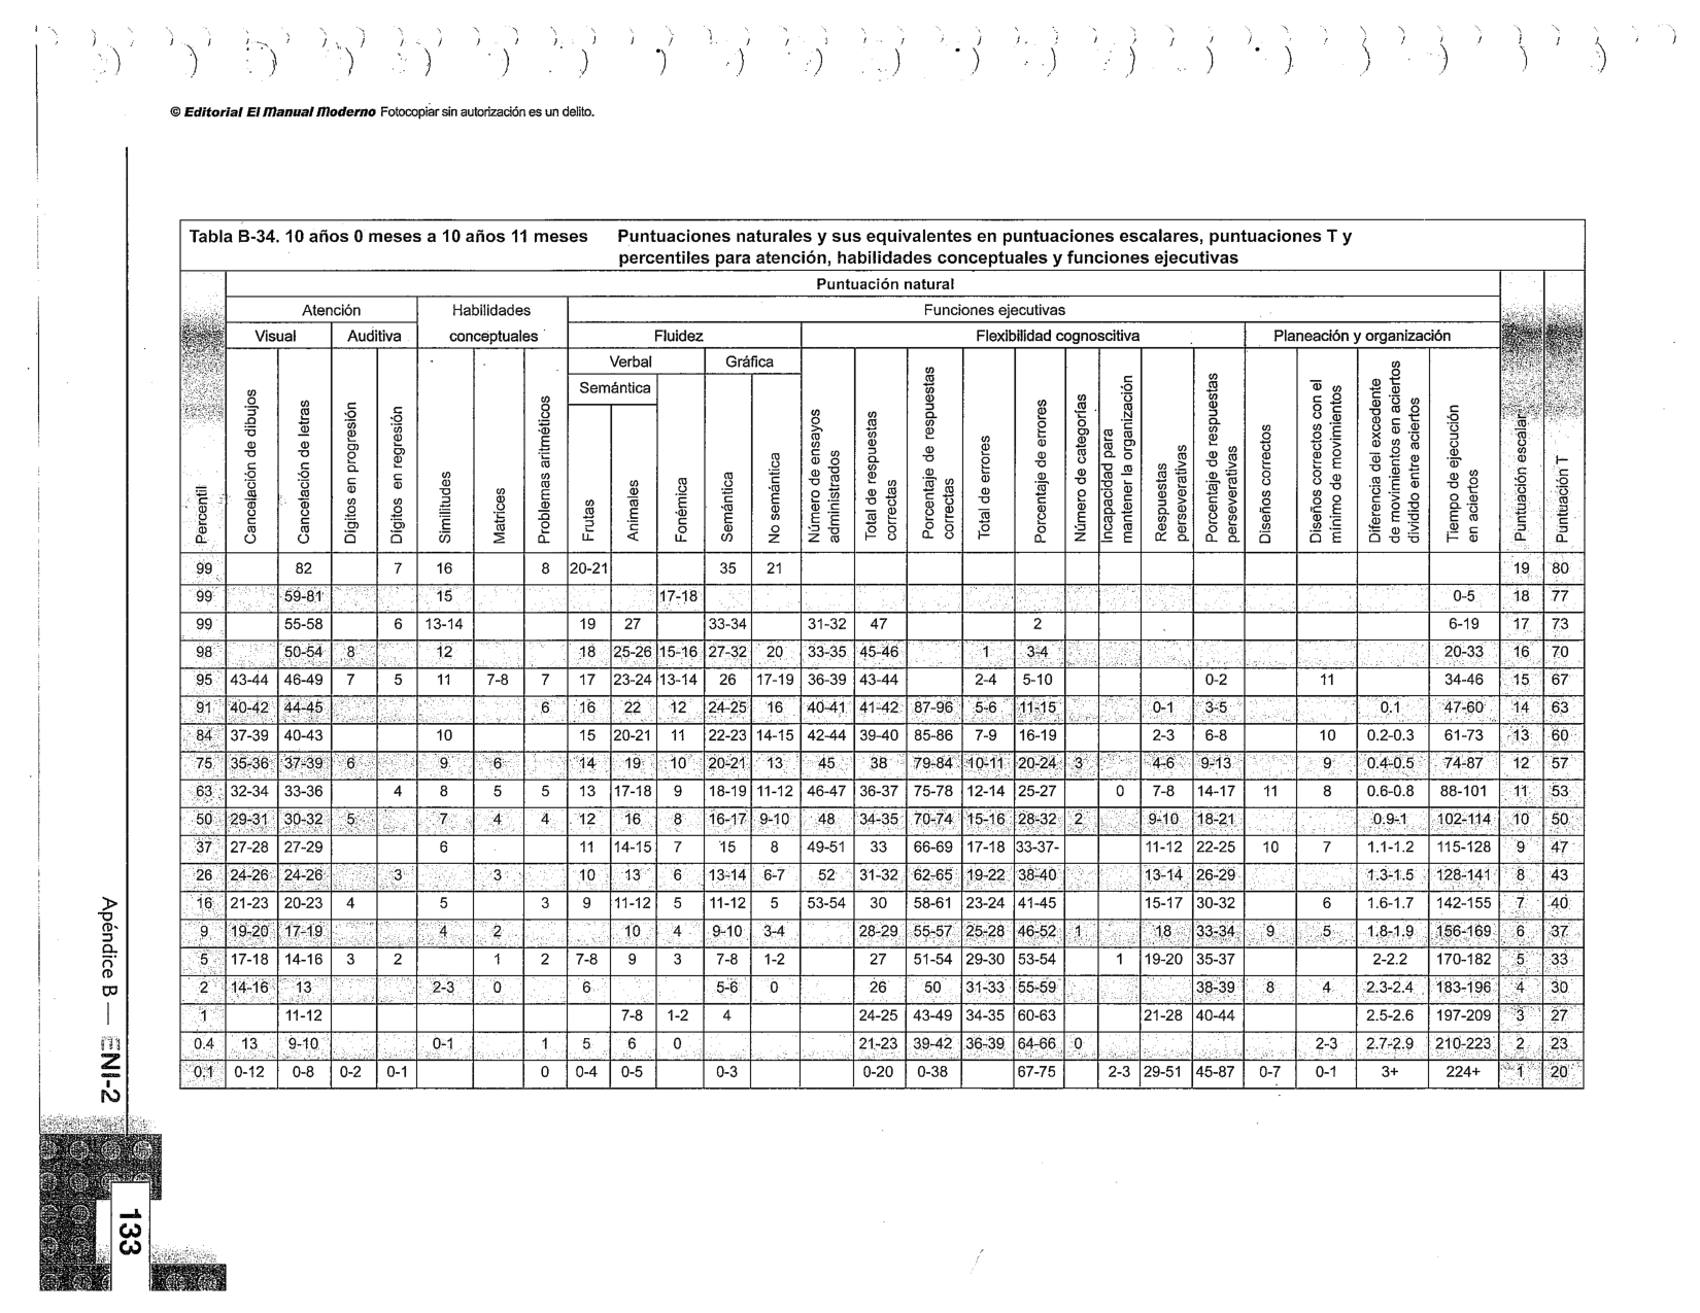 © Editorial El Manual Moderno Fotocopiar sin autorización es un delito.
Tabla B-34. 10 años 0 meses a 10 años 11 meses Puntuaciones naturales y sus equivalentes en puntuaciones escalares, puntuaciones T y
percentiles para atención, habilidades conceptuales y funciones ejecutivas
Puntuación natural
Atención Habilidades conceptuales Funciones ejecutivas
Visual Auditiva Fluidez Flexibilidad cognoscitiva Planeación y organización
Verbal Gráfica
Semántica
Percentil
Cancelación de dibujos
Cancelación de letras
Dígitos en progresión
Dígitos en regresión
Similitudes
Matrices
Problemas aritméticos
Frutas
Animales
Fonémica
Semántica
No semántica
Número de ensayos administrados
Total de respuestas correctas
Porcentaje de respuestas correctas
Total de errores
Porcentaje de errores
Número de categorías
Incapacidad para mantener la organización
Respuestas perseverativas
Porcentaje de respuestas perseverativas
Diseños correctos
Diseños correctos con el mínimo de movimientos
Diferencia del excedente de movimientos en aciertos dividido entre aciertos
Tiempo de ejecución en aciertos
Puntuación escalar
Puntuación T
99 82 7 16 8 20-21 35 21 19 80
99 59-81 15 17-18 0-5 18 77
99 55-58 6 13-14 19 27 33-34 31-32 47 2 6-19 17 73
98 50-54 8 12 18 25-26 15-16 27-32 20 33-35 45-46 1 3-4 20-33 16 70
95 43-44 46-49 7 5 11 7-8 7 17 23-24 13-14 26 17-19 36-39 43-44 2-4 5-10 0-2 11 34-46 15 67
91 40-42 44-45 6 16 22 12 24-25 16 40-41 41-42 87-96 5-6 11-15 0-1 3-5 0.1 47-60 14 63
84 37-39 40-43 10 15 20-21 11 22-23 14-15 42-44 39-40 85-86 7-9 16-19 2-3 6-8 10 0.2-0.3 61-73 13 60
75 35-36 37-39 6 9 6 14 19 10 20-21 13 45 38 79-84 10-11 20-24 3 4-6 9-13 9 0.4-0.5 74-87 12 57
63 32-34 33-36 4 8 5 5 13 17-18 9 18-19 11-12 46-47 36-37 75-78 12-14 25-27 0 7-8 14-17 11 8 0.6-0.8 88-101 11 53
50 29-31 30-32 5 7 4 4 12 16 8 16-17 9-10 48 34-35 70-74 15-16 28-32 2 9-10 18-21 0.9-1 102-114 10 50
37 27-28 27-29 6 11 14-15 7 15 8 49-51 33 66-69 17-18 33-37- 11-12 22-25 10 7 1.1-1.2 115-128 9 47
26 24-26 24-26 3 3 10 13 6 13-14 6-7 52 31-32 62-65 19-22 38-40 13-14 26-29 1.3-1.5 128-141 8 43
16 21-23 20-23 4 5 3 9 11-12 5 11-12 5 53-54 30 58-61 23-24 41-45 15-17 30-32 6 1.6-1.7 142-155 7 40
9 19-20 17-19 4 2 10 4 9-10 3-4 28-29 55-57 25-28 46-52 1 18 33-34 9 5 1.8-1.9 156-169 6 37
5 17-18 14-16 3 2 1 2 7-8 9 3 7-8 1-2 27 51-54 29-30 53-54 1 19-20 35-37 2-2.2 170-182 5 33
2 14-16 13 2-3 0 6 5-6 0 26 50 31-33 55-59 38-39 8 4 2.3-2.4 183-196 4 30
1 11-12 7-8 1-2 4 24-25 43-49 34-35 60-63 21-28 40-44 2.5-2.6 197-209 3 27
0.4 13 9-10 0-1 1 5 6 0 21-23 39-42 36-39 64-66 0 2-3 2.7-2.9 210-223 2 23
0.1 0-12 0-8 0-2 0-1 0 0-4 0-5 0-3 0-20 0-38 67-75 2-3 29-51 45-87 0-7 0-1 3+ 224+ 1 20
Apéndice B — ENI-2
133